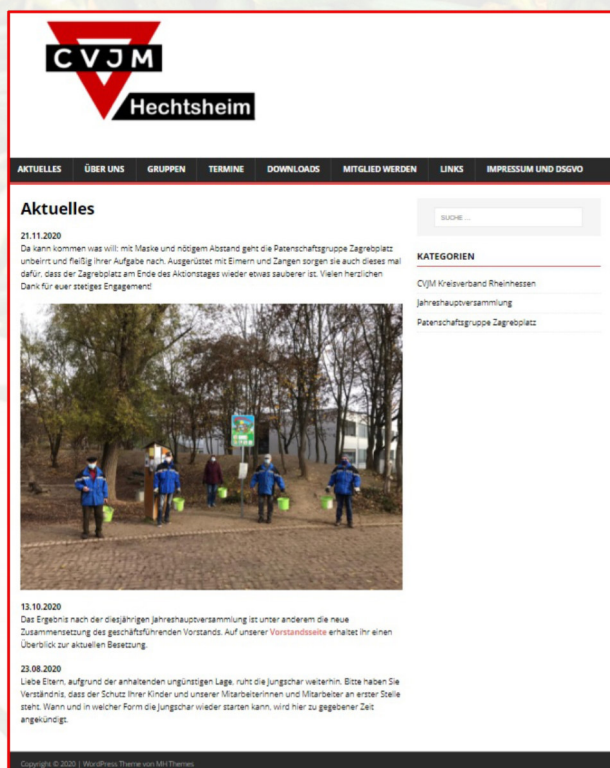 CVJM
Hechtsheim
AKTUELLES ÜBER UNS GRUPPEN TERMINE DOWNLOADS MITGLIED WERDEN LINKS IMPRESSUM UND DSGVO
Aktuelles
21.11.2020
Da kann kommen was will: mit Maske und nötigem Abstand geht die Patenschaftsgruppe Zagrebplatz
unbeirrt und fleißig ihrer Aufgabe nach. Ausgerüstet mit Eimern und Zangen sorgen sie auch dieses mal
dafür, dass der Zagrebplatz am Ende des Aktionstages wieder etwas sauberer ist. Vielen herzlichen
Dank für euer stetiges Engagement!
13.10.2020
Das Ergebnis nach der diesjährigen Jahreshauptversammlung ist unter anderem die neue
Zusammensetzung des geschäftsführenden Vorstands. Auf unserer Vorstandsseite erhaltet ihr einen
Überblick zur aktuellen Besetzung.
23.08.2020
Liebe Eltern, aufgrund der anhaltenden ungünstigen Lage, ruht die Jungschar weiterhin. Bitte haben Sie
Verständnis, dass der Schutz Ihrer Kinder und unserer Mitarbeiterinnen und Mitarbeiter an erster Stelle
steht. Wann und in welcher Form die Jungschar wieder starten kann, wird hier zu gegebener Zeit
angekündigt.
SUCHE ...
KATEGORIEN
CVJM Kreisverband Rheinhessen
Jahreshauptversammlung
Patenschaftsgruppe Zagrebplatz
Copyright © 2020 | WordPress Theme von MH Themes